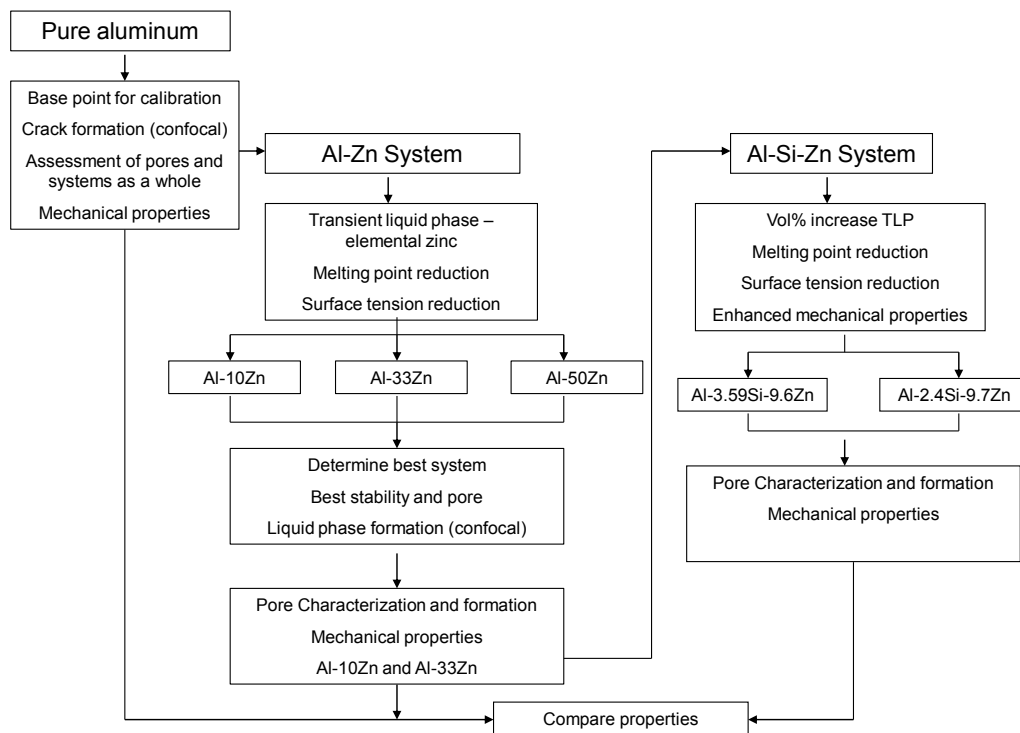 Pure aluminum
Base point for calibration
Crack formation (confocal)
Assessment of pores and
systems as a whole
Mechanical properties
Al-Zn System
Transient liquid phase –
elemental zinc
Melting point reduction
Surface tension reduction
Al-10Zn
Al-33Zn
Al-50Zn
Determine best system
Best stability and pore
Liquid phase formation (confocal)
Pore Characterization and formation
Mechanical properties
Al-10Zn and Al-33Zn
Al-Si-Zn System
Vol% increase TLP
Melting point reduction
Surface tension reduction
Enhanced mechanical properties
Al-3.59Si-9.6Zn
Al-2.4Si-9.7Zn
Pore Characterization and formation
Mechanical properties
Compare properties